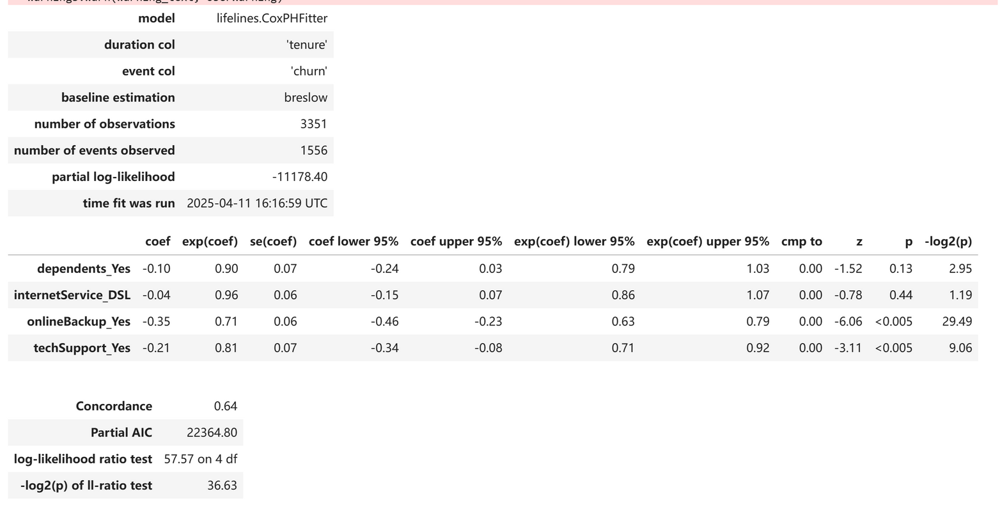 model lifelines.CoxPHFitter
duration col 'tenure'
event col 'churn'
baseline estimation breslow
number of observations 3351
number of events observed 1556
partial log-likelihood -11178.40
time fit was run 2025-04-11 16:16:59 UTC
coef exp(coef) se(coef) coef lower 95% coef upper 95% exp(coef) lower 95% exp(coef) upper 95% cmp to z p -log2(p)
dependents_Yes -0.10 0.90 0.07 -0.24 0.03 0.79 1.03 0.00 -1.52 0.13 2.95
internetService_DSL -0.04 0.96 0.06 -0.15 0.07 0.86 1.07 0.00 -0.78 0.44 1.19
onlineBackup_Yes -0.35 0.71 0.06 -0.46 -0.23 0.63 0.79 0.00 -6.06 <0.005 29.49
techSupport_Yes -0.21 0.81 0.07 -0.34 -0.08 0.71 0.92 0.00 -3.11 <0.005 9.06
Concordance 0.64
Partial AIC 22364.80
log-likelihood ratio test 57.57 on 4 df
-log2(p) of ll-ratio test 36.63